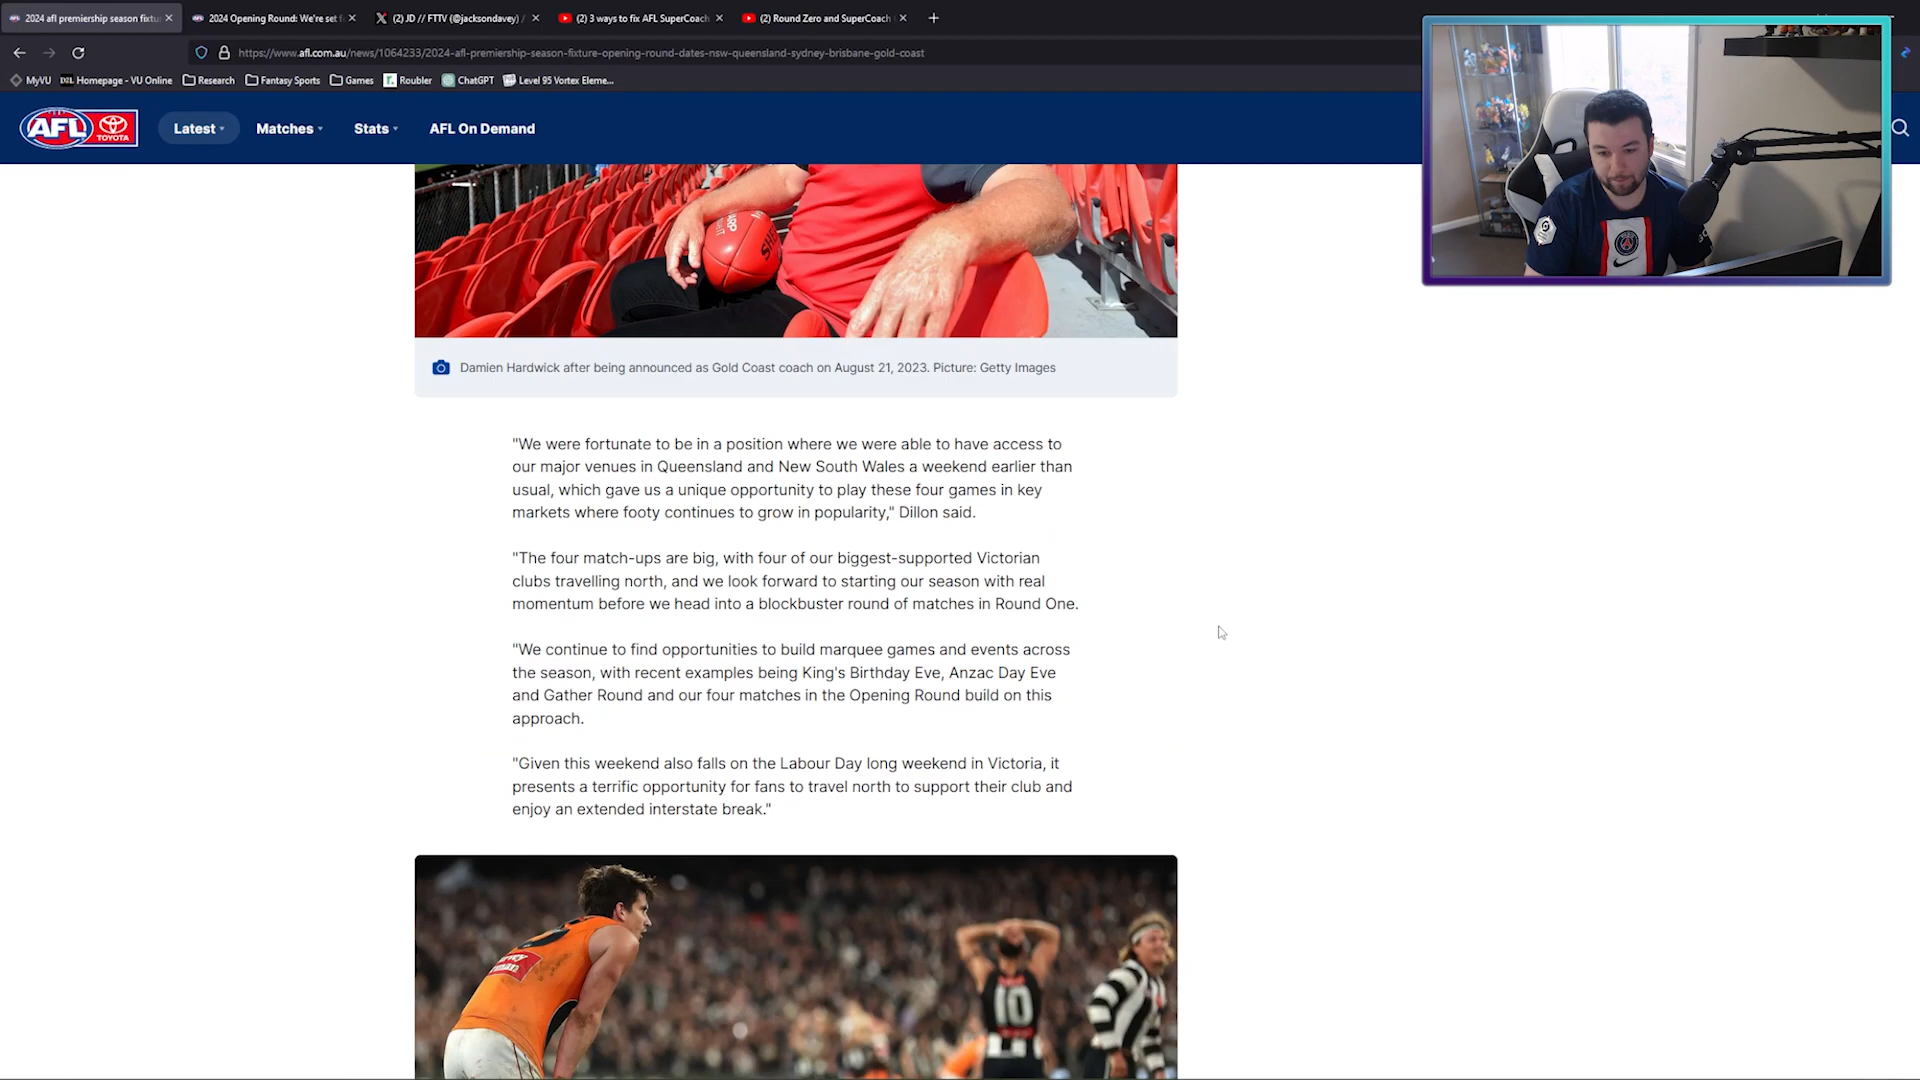 2024 afl premiership season fixtu
2024 Opening Round: We're set f
(2) JD // FTTV (@jacksondavey) /
(2) 3 ways to fix AFL SuperCoach
(2) Round Zero and SuperCoach
https://www.afl.com.au/news/1064233/2024-afl-premiership-season-fixture-opening-round-dates-nsw-queensland-sydney-brisbane-gold-coast
MyVU
D2L Homepage - VU Online
Research
Fantasy Sports
Games
Roubler
ChatGPT
Level 95 Vortex Eleme...
AFL TOYOTA
Latest
Matches
Stats
AFL On Demand
Damien Hardwick after being announced as Gold Coast coach on August 21, 2023. Picture: Getty Images
"We were fortunate to be in a position where we were able to have access to
our major venues in Queensland and New South Wales a weekend earlier than
usual, which gave us a unique opportunity to play these four games in key
markets where footy continues to grow in popularity," Dillon said.
"The four match-ups are big, with four of our biggest-supported Victorian
clubs travelling north, and we look forward to starting our season with real
momentum before we head into a blockbuster round of matches in Round One.
"We continue to find opportunities to build marquee games and events across
the season, with recent examples being King's Birthday Eve, Anzac Day Eve
and Gather Round and our four matches in the Opening Round build on this
approach.
"Given this weekend also falls on the Labour Day long weekend in Victoria, it
presents a terrific opportunity for fans to travel north to support their club and
enjoy an extended interstate break."
10